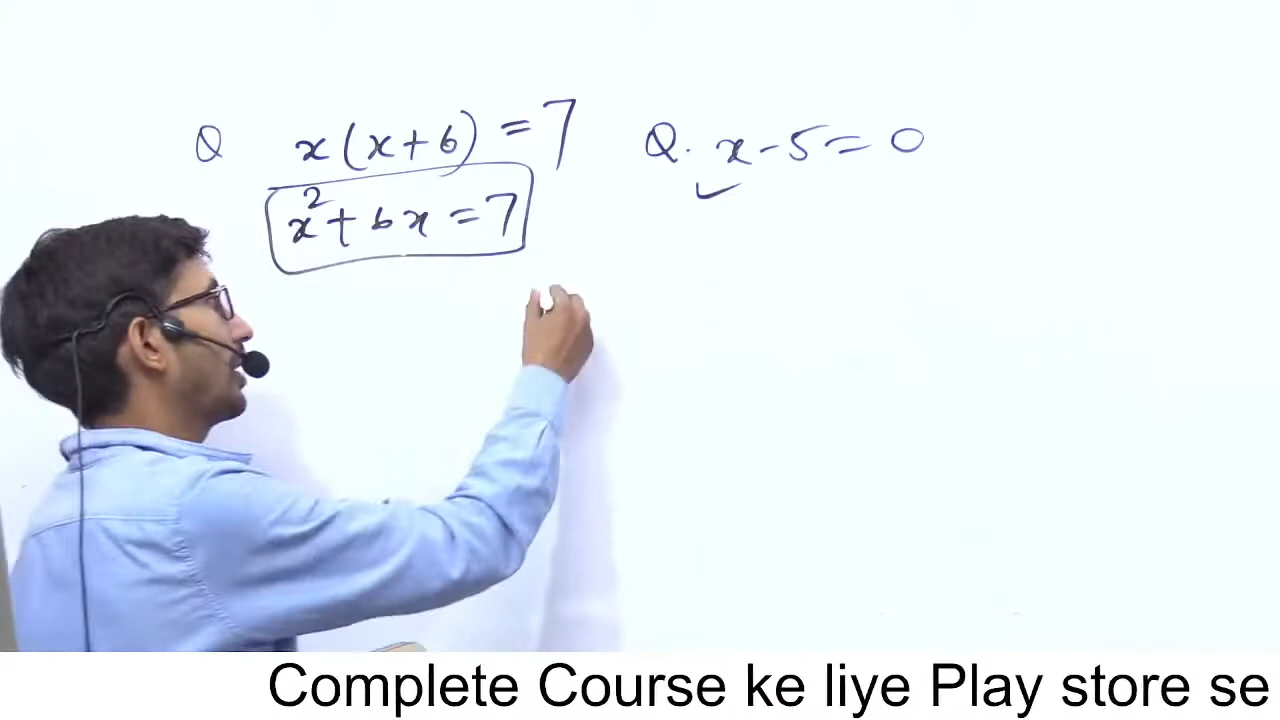 Q x(x+6) = 7
x²+6x = 7
Q. x-5=0
Complete Course ke liye Play store se